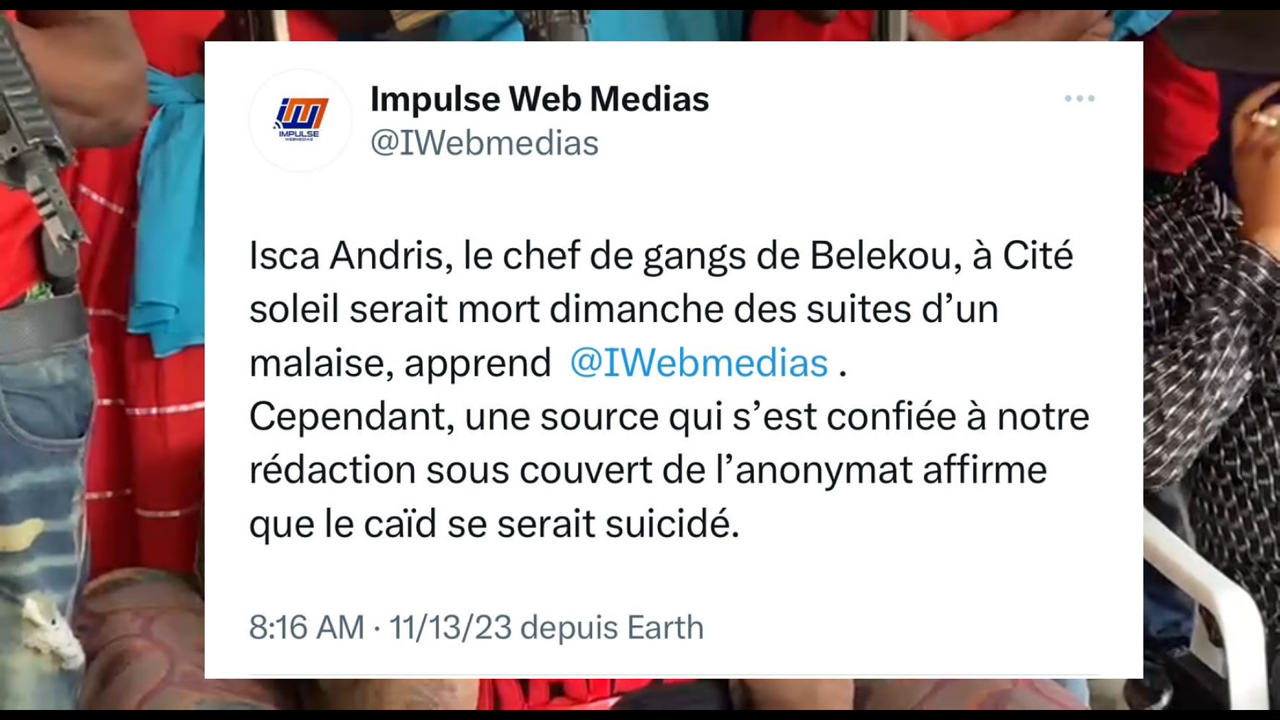 Impulse Web Medias
@IWebmedias
IMPULSE
WEBMEDIAS
Isca Andris, le chef de gangs de Belekou, à Cité
soleil serait mort dimanche des suites d’un
malaise, apprend @IWebmedias .
Cependant, une source qui s’est confiée à notre
rédaction sous couvert de l’anonymat affirme
que le caïd se serait suicidé.
8:16 AM · 11/13/23 depuis Earth